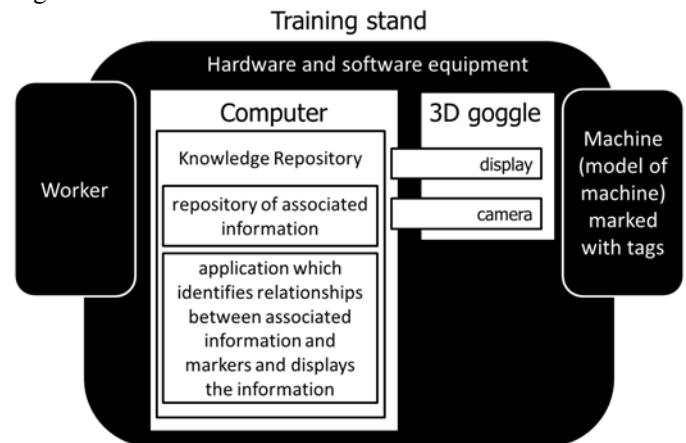 Training stand
Hardware and software equipment
Worker
Computer
Knowledge Repository
repository of associated
information
application which
identifies relationships
between associated
information and
markers and displays
the information
3D goggle
display
camera
Machine
(model of
machine)
marked
with tags